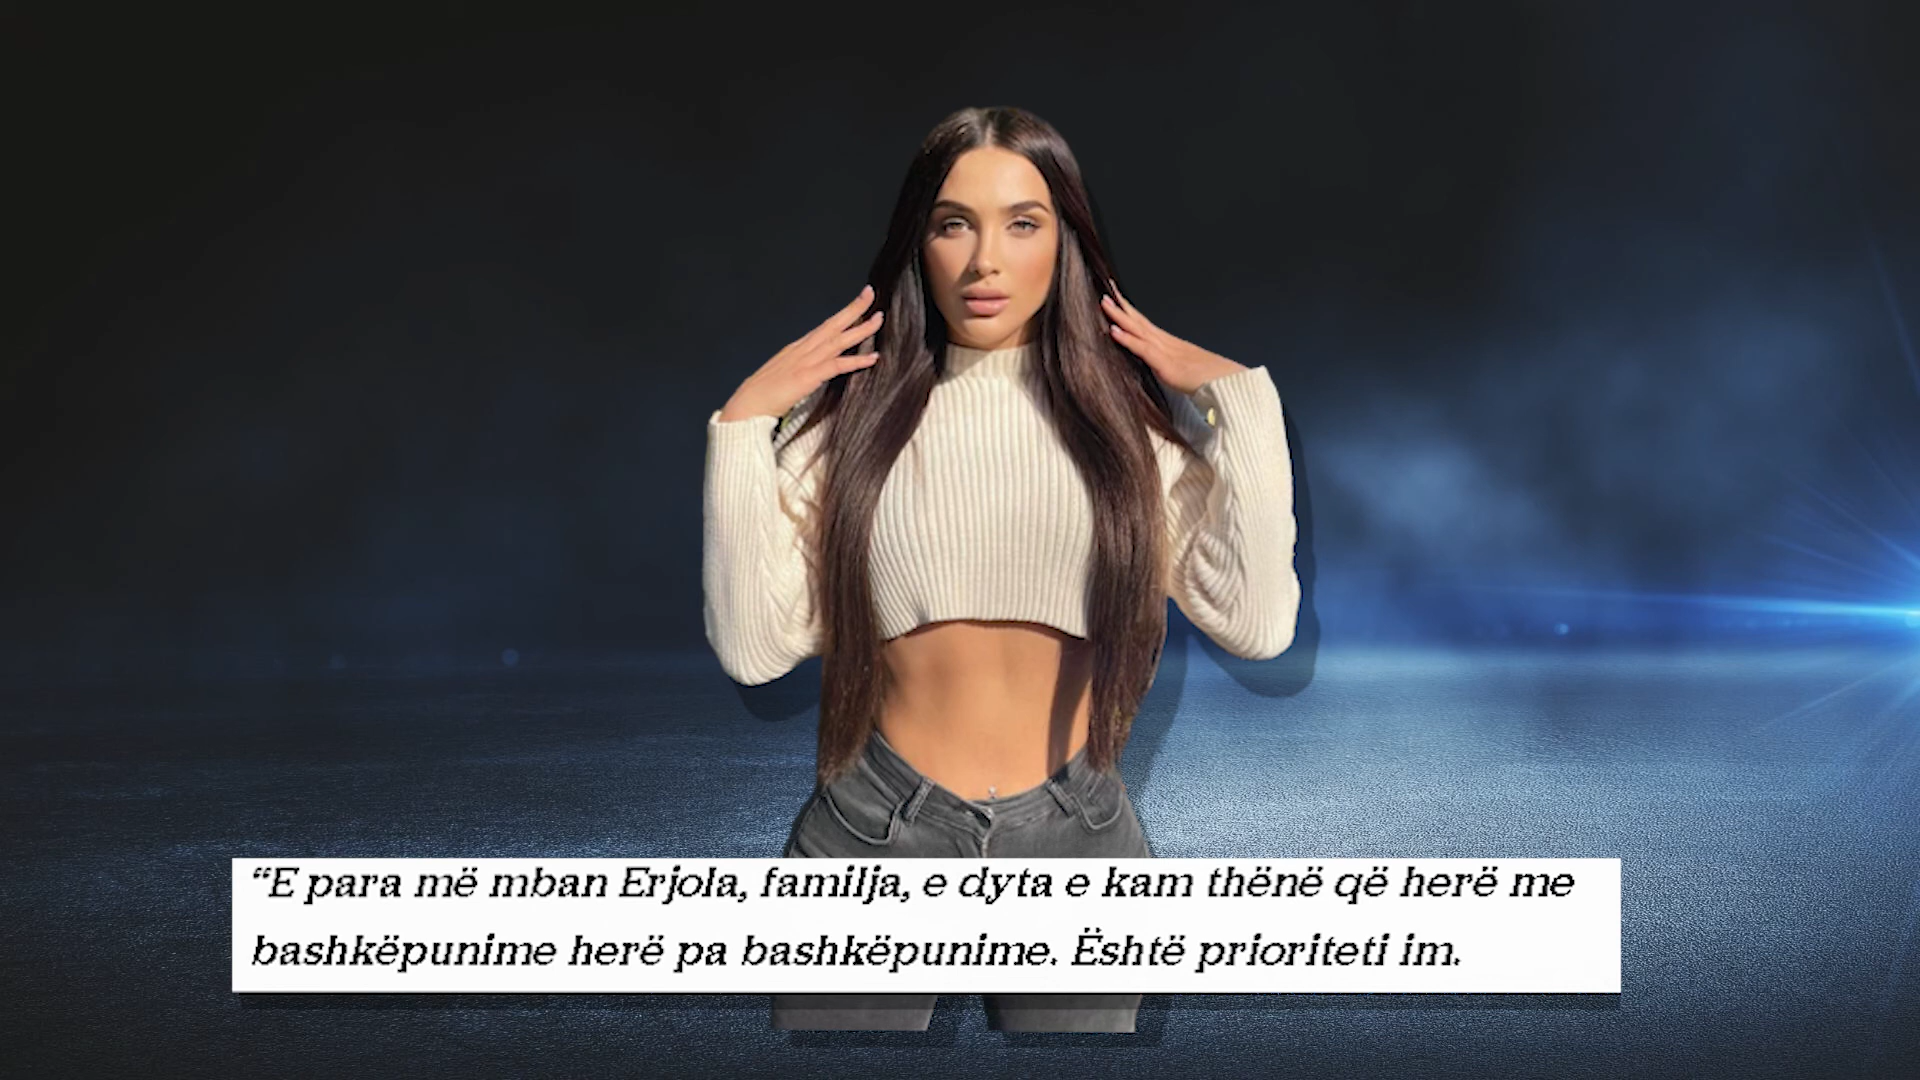 “E para më mban Erjola, familja, e dyta e kam thënë që herë me
bashkëpunime herë pa bashkëpunime. Është prioriteti im.